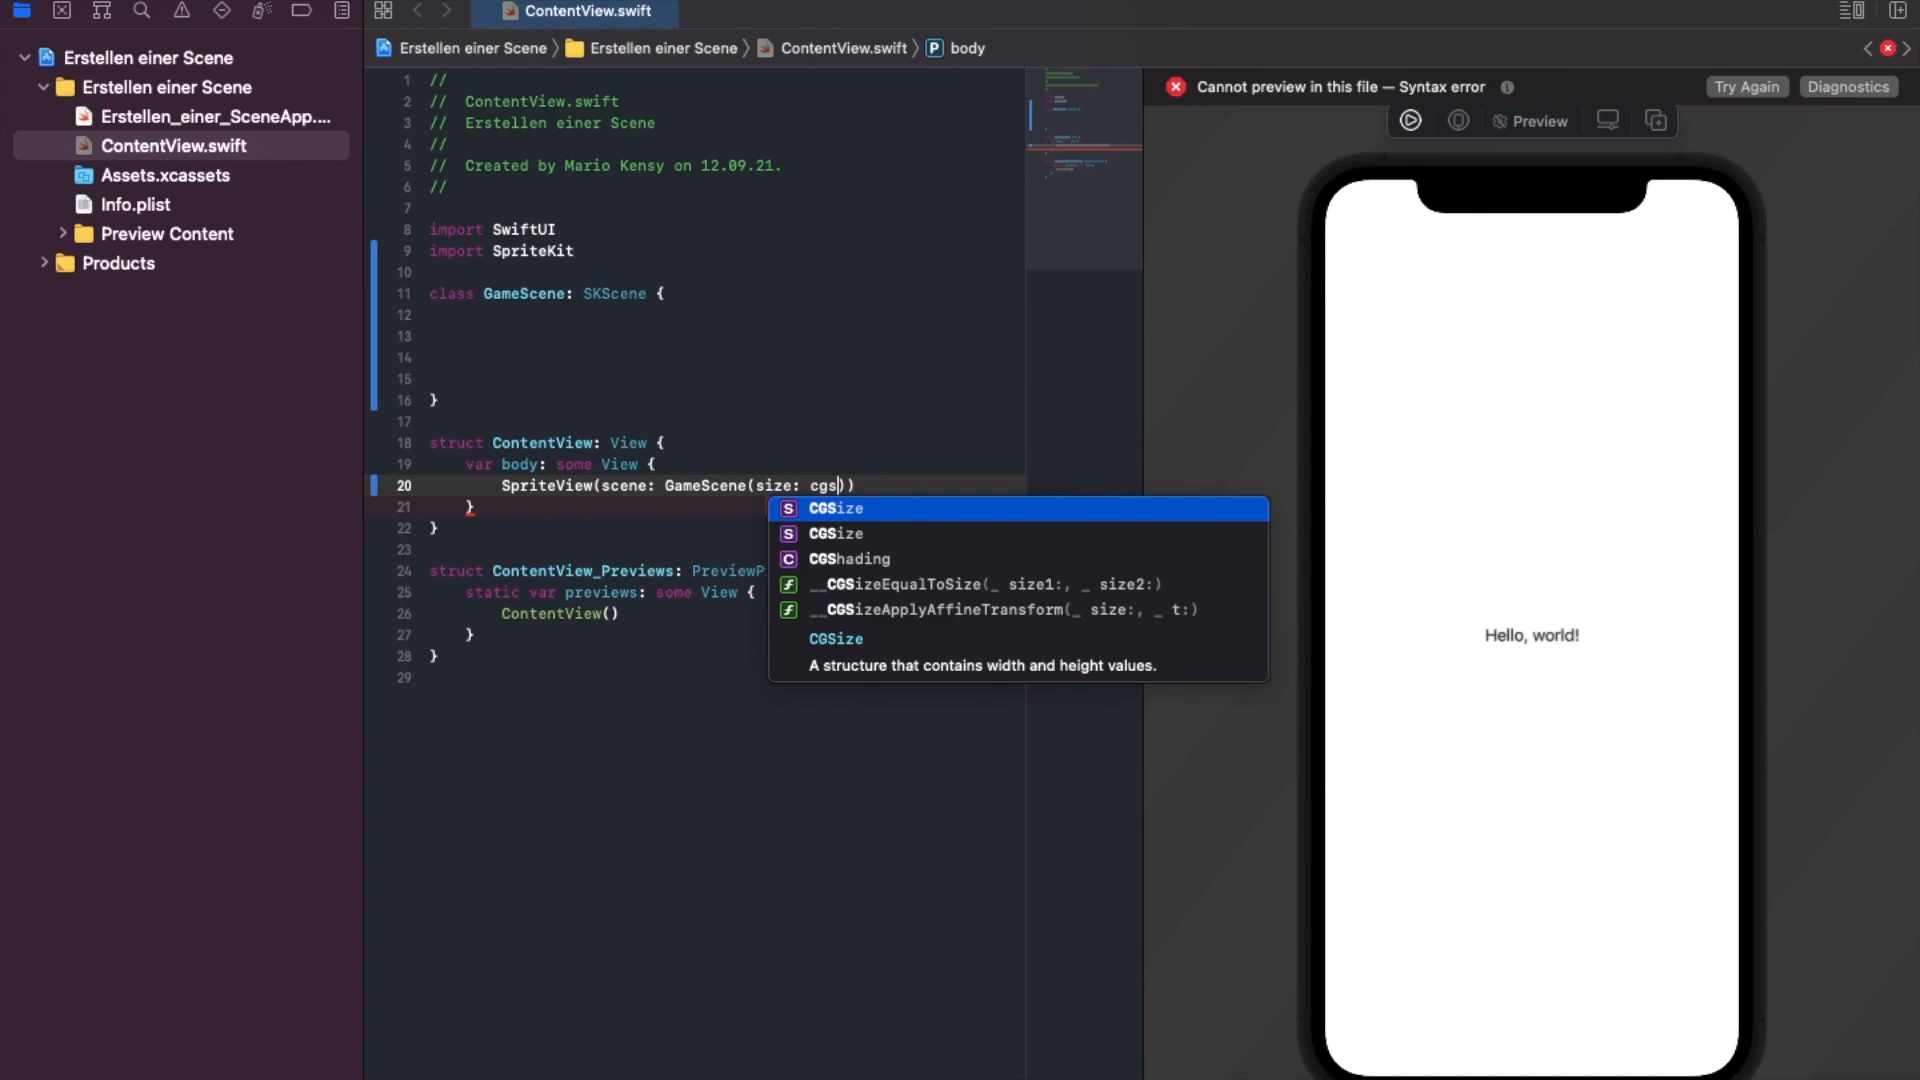 ContentView.swift
Erstellen einer Scene
Erstellen einer Scene
Erstellen_einer_SceneApp....
ContentView.swift
Assets.xcassets
Info.plist
Preview Content
Products
Erstellen einer Scene
Erstellen einer Scene
ContentView.swift
P body
1 //
2 //  ContentView.swift
3 //  Erstellen einer Scene
4 //
5 //  Created by Mario Kensy on 12.09.21.
6 //
7
8 import SwiftUI
9 import SpriteKit
10
11 class GameScene: SKScene {
12
13
14
15
16 }
17
18 struct ContentView: View {
19     var body: some View {
20         SpriteView(scene: GameScene(size: cgs))
21     }
22 }
23
24 struct ContentView_Previews: PreviewP
25     static var previews: some View {
26         ContentView()
27     }
28 }
29
S CGSize
S CGSize
C CGShading
f __CGSizeEqualToSize(_ size1:, _ size2:)
f __CGSizeApplyAffineTransform(_ size:, _ t:)
CGSize
A structure that contains width and height values.
Cannot preview in this file — Syntax error
Try Again
Diagnostics
Preview
Hello, world!